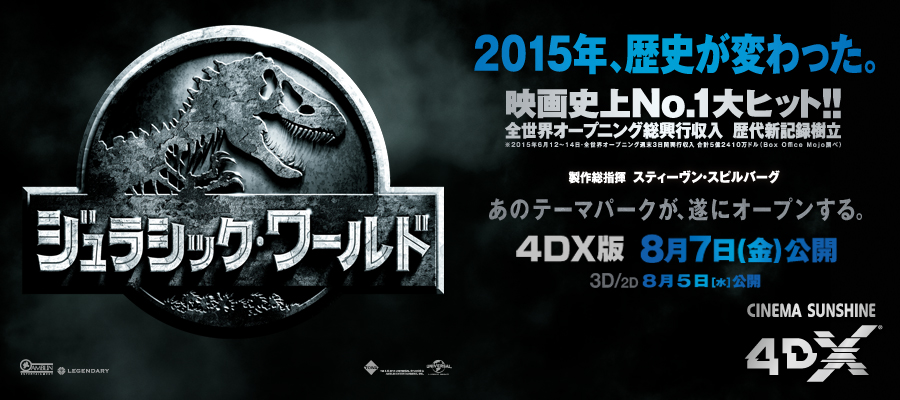 ジュラシック・ワールド
AMBLIN
ENTERTAINMENT
LEGENDARY
UNIVERSAL
2015年、歴史が変わった。
映画史上No.1大ヒット!!
全世界オープニング総興行収入 歴代新記録樹立
※2015年6月12~14日・全世界オープニング週末3日間興行収入 合計5億2410万ドル(Box Office Mojo調べ)
製作総指揮 スティーヴン・スピルバーグ
あのテーマパークが、遂にオープンする。
4DX版 8月7日(金)公開
3D/2D 8月5日[水]公開
CINEMA SUNSHINE
4DX®